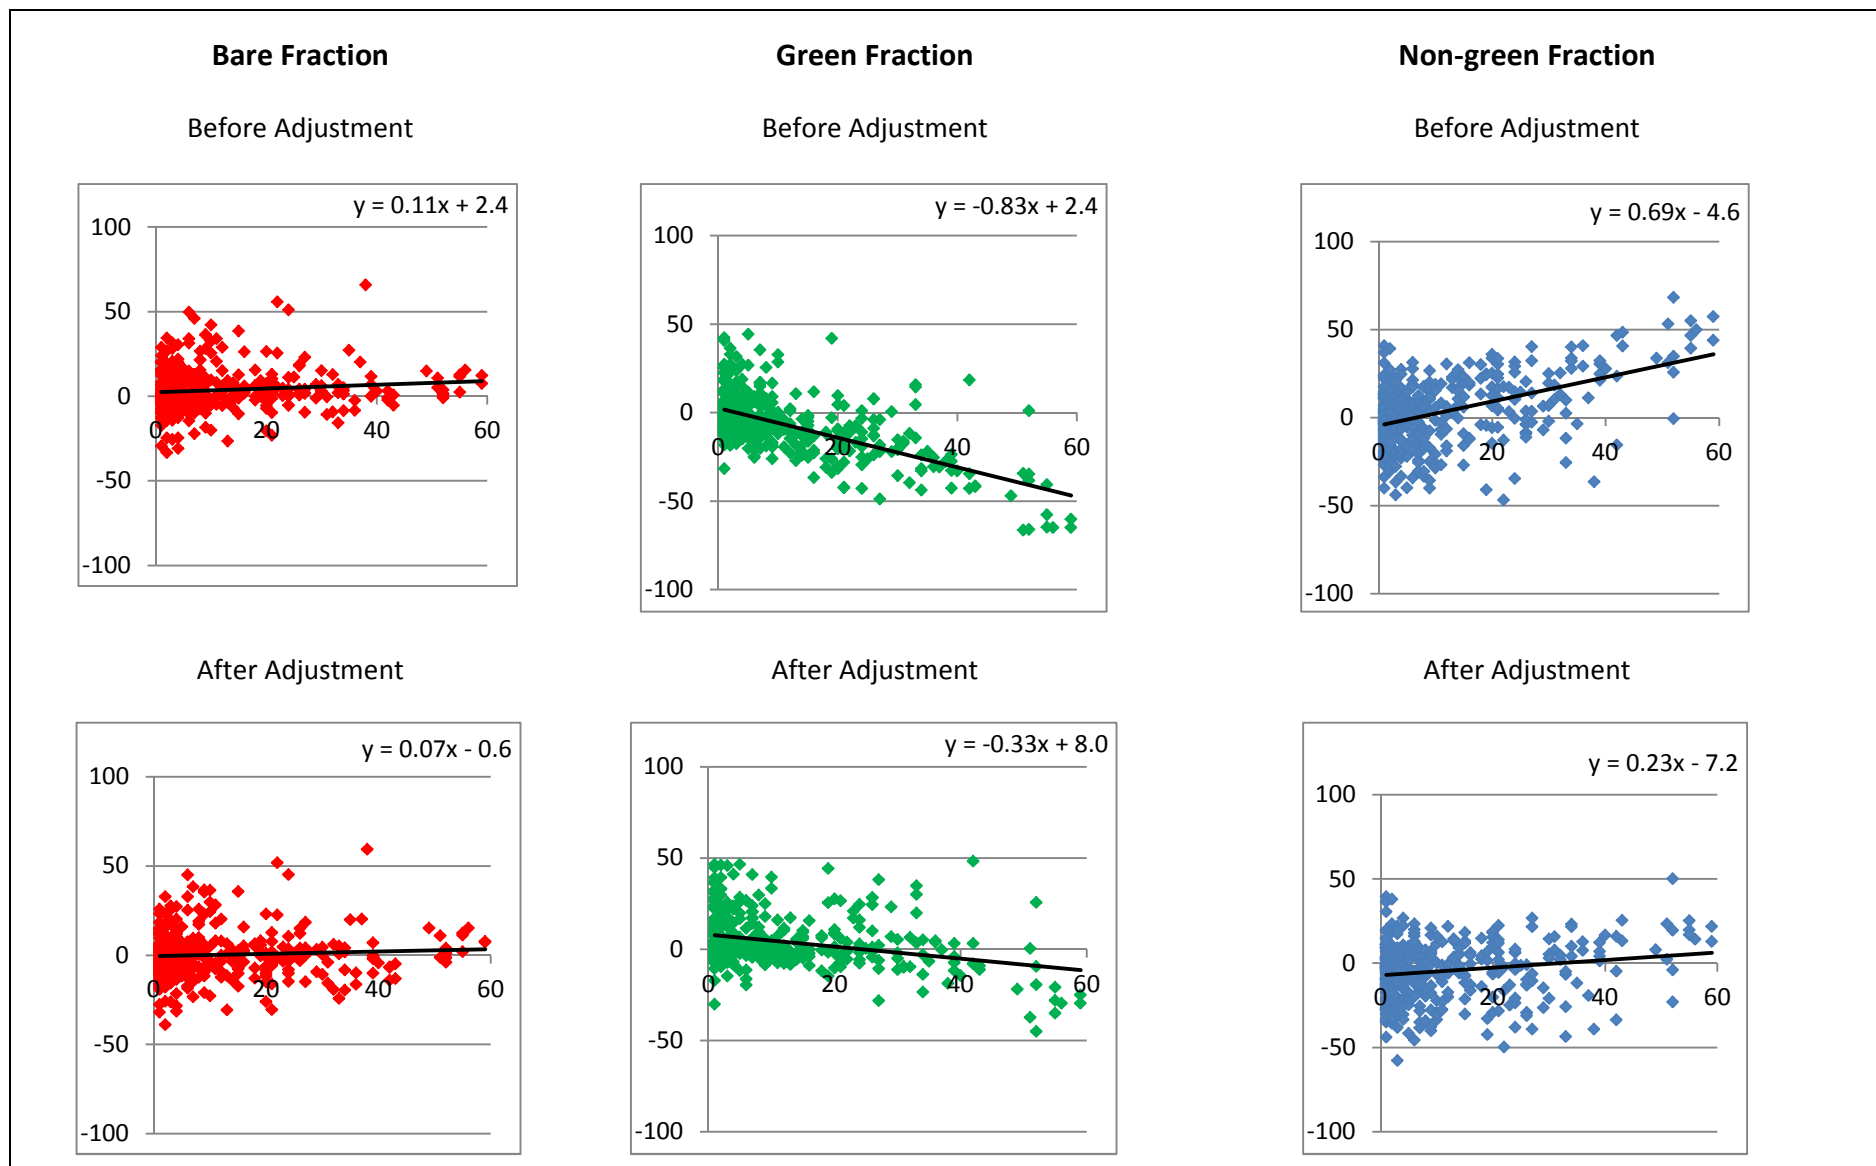 Bare Fraction
Green Fraction
Non-green Fraction
Before Adjustment
Before Adjustment
Before Adjustment
y = 0.11x + 2.4
100
50
0
-50
-100
0 20 40 60
y = -0.83x + 2.4
100
50
0
-50
-100
0 20 40 60
y = 0.69x - 4.6
100
50
0
-50
-100
0 20 40 60
After Adjustment
After Adjustment
After Adjustment
y = 0.07x - 0.6
100
50
0
-50
-100
0 20 40 60
y = -0.33x + 8.0
100
50
0
-50
-100
0 20 40 60
y = 0.23x - 7.2
100
50
0
-50
-100
0 20 40 60